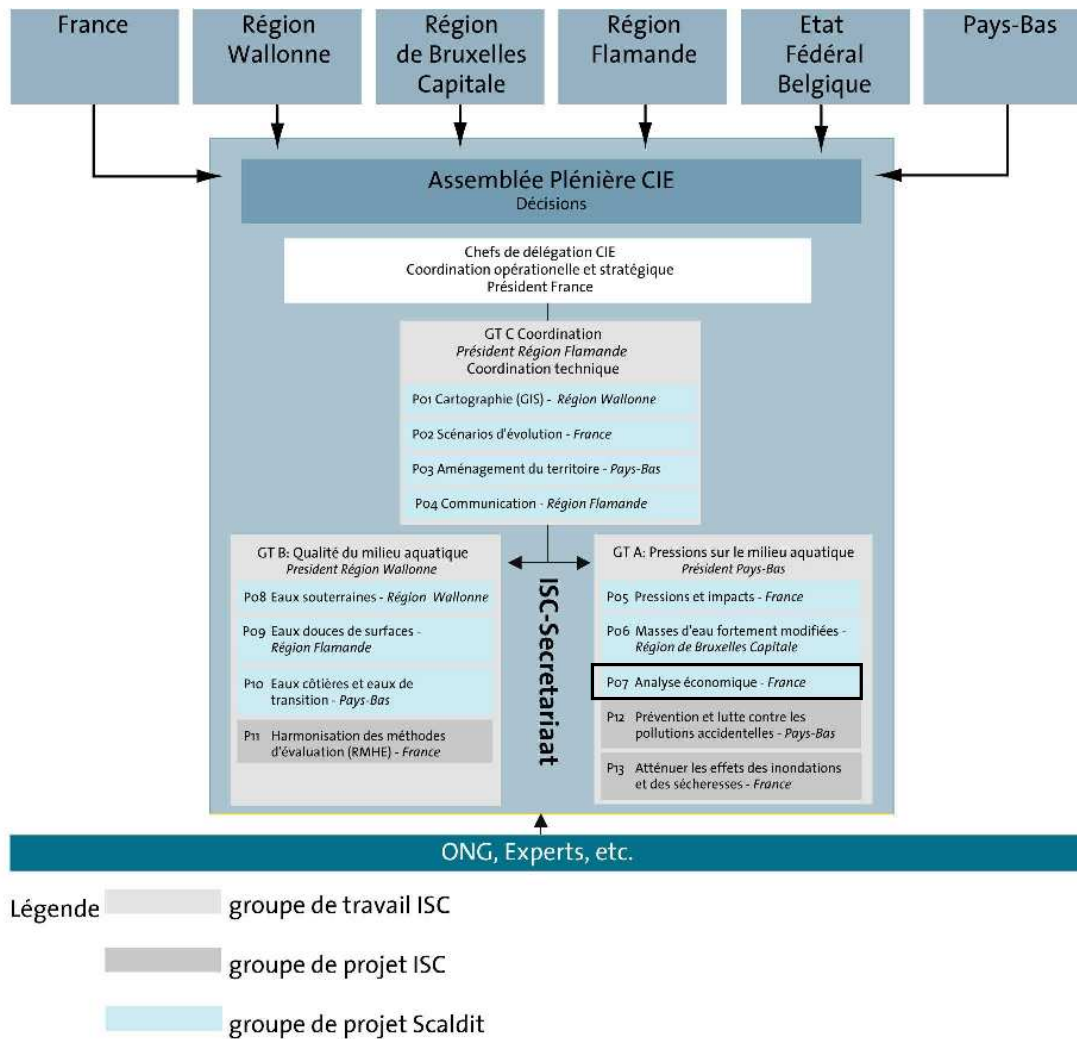 France
Région
Wallonne
Région
de Bruxelles
Capitale
Région
Flamande
Etat
Fédéral
Belgique
Pays-Bas
Assemblée Plénière CIE
Décisions
Chefs de délégation CIE
Coordination opérationelle et stratégique
Président France
GT C Coordination
Président Région Flamande
Coordination technique
P01 Cartographie (GIS) - Région Wallonne
P02 Scénarios d'évolution - France
P03 Aménagement du territoire - Pays-Bas
P04 Communication - Région Flamande
GT B: Qualité du milieu aquatique
President Région Wallonne
P08 Eaux souterraines - Région Wallonne
P09 Eaux douces de surfaces -
Région Flamande
P10 Eaux côtières et eaux de
transition - Pays-Bas
P11 Harmonisation des méthodes
d'évaluation (RMHE) - France
ISC-Secretariaat
GT A: Pressions sur le milieu aquatique
Président Pays-Bas
P05 Pressions et impacts - France
P06 Masses d'eau fortement modifiées -
Région de Bruxelles Capitale
P07 Analyse économique - France
P12 Prévention et lutte contre les
pollutions accidentelles - Pays-Bas
P13 Atténuer les effets des inondations
et des sécheresses - France
ONG, Experts, etc.
Légende
groupe de travail ISC
groupe de projet ISC
groupe de projet Scaldit